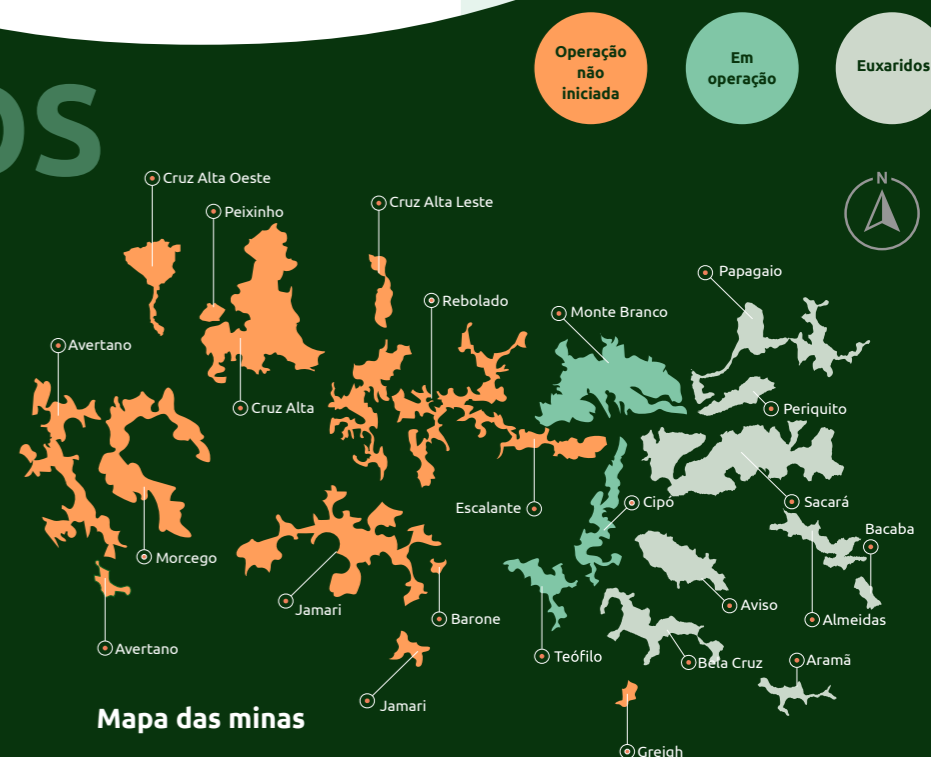 Operação
não
iniciada
Em
operação
Euxaridos
OS
N
Cruz Alta Oeste
Peixinho
Cruz Alta Leste
Papagaio
Rebolado
Monte Branco
Avertano
Cruz Alta
Periquito
Escalante
Cipó
Sacará
Bacaba
Morcego
Jamari
Barone
Aviso
Almeidas
Avertano
Teófilo
Bela Cruz
Aramã
Jamari
Mapa das minas
Greigh